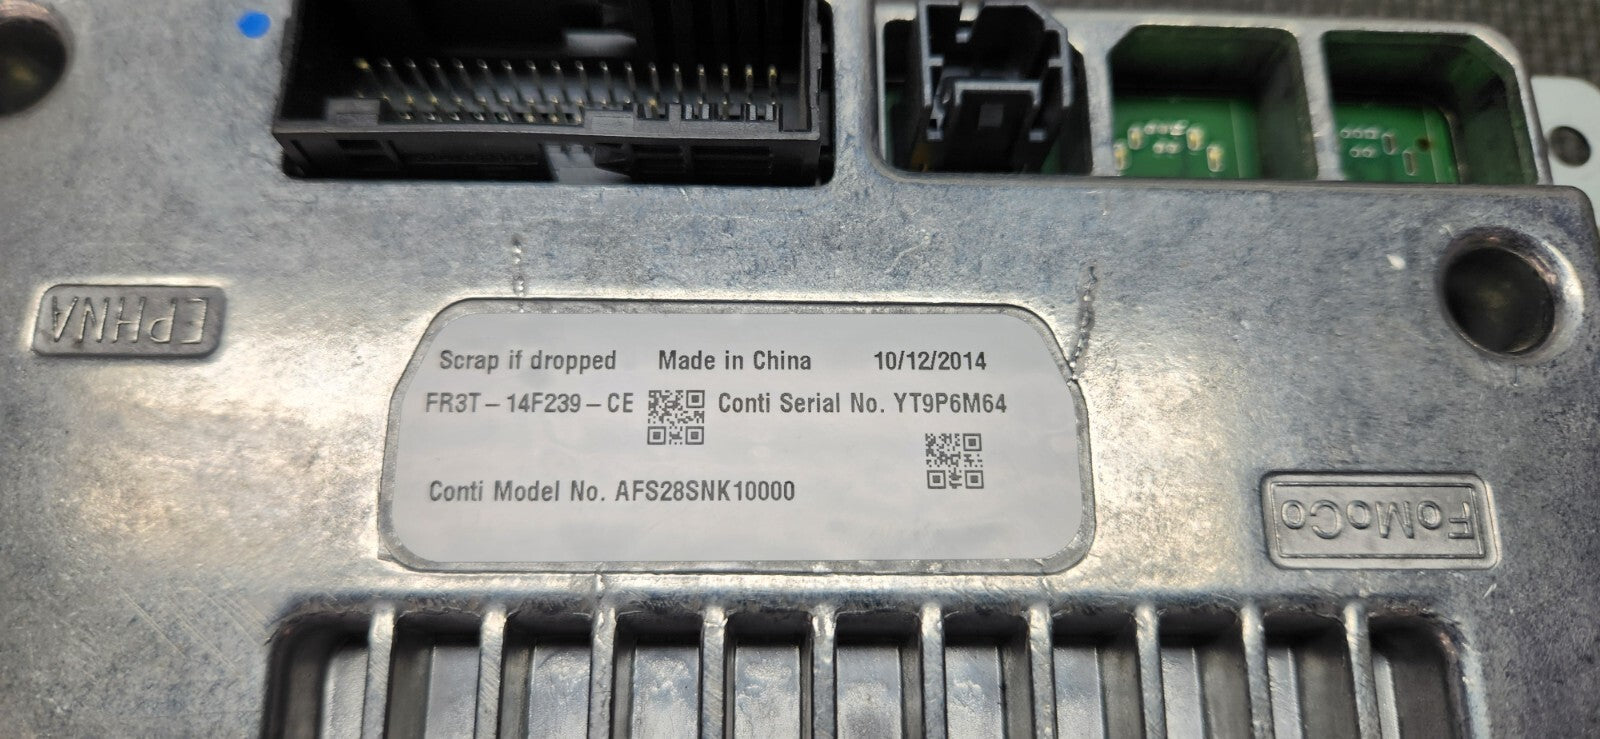 Scrap if dropped Made in China 10/12/2014
FR3T-14F239-CE Conti Serial No. YT9P6M64
Conti Model No. AFS28SNK10000
EPHNA
FoMoCo